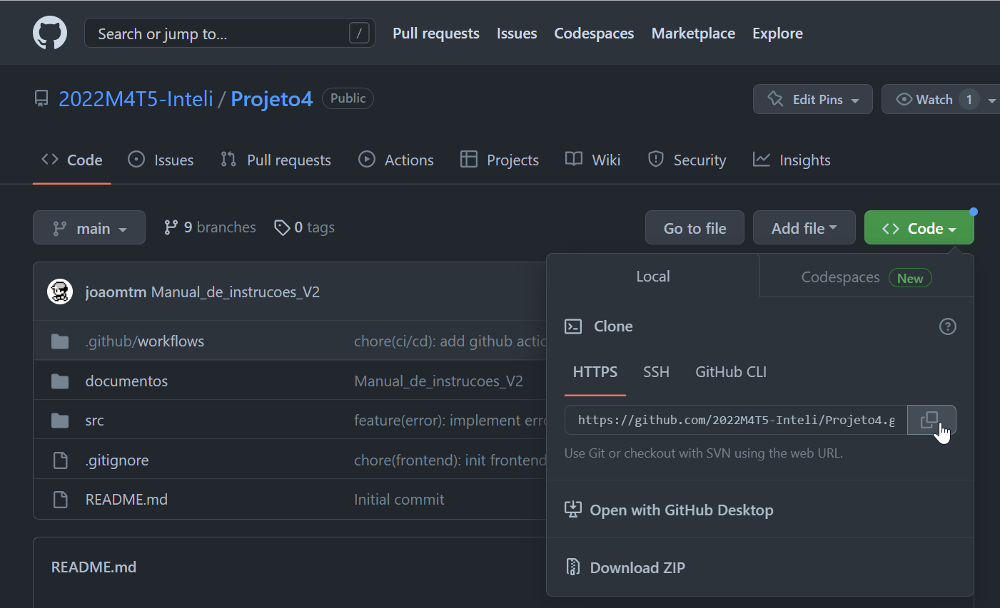 Search or jump to... / Pull requests Issues Codespaces Marketplace Explore
2022M4T5-Inteli / Projeto4 Public Edit Pins Watch 1
Code Issues Pull requests Actions Projects Wiki Security Insights
main 9 branches 0 tags Go to file Add file Code
Local Codespaces New
joaomtm Manual_de_instrucoes_V2
Clone
.github/workflows chore(ci/cd): add github actio
HTTPS SSH GitHub CLI
documentos Manual_de_instrucoes_V2
src feature(error): implement erro
https://github.com/2022M4T5-Inteli/Projeto4.g
Use Git or checkout with SVN using the web URL.
.gitignore chore(frontend): init frontend
README.md Initial commit
Open with GitHub Desktop
README.md
Download ZIP